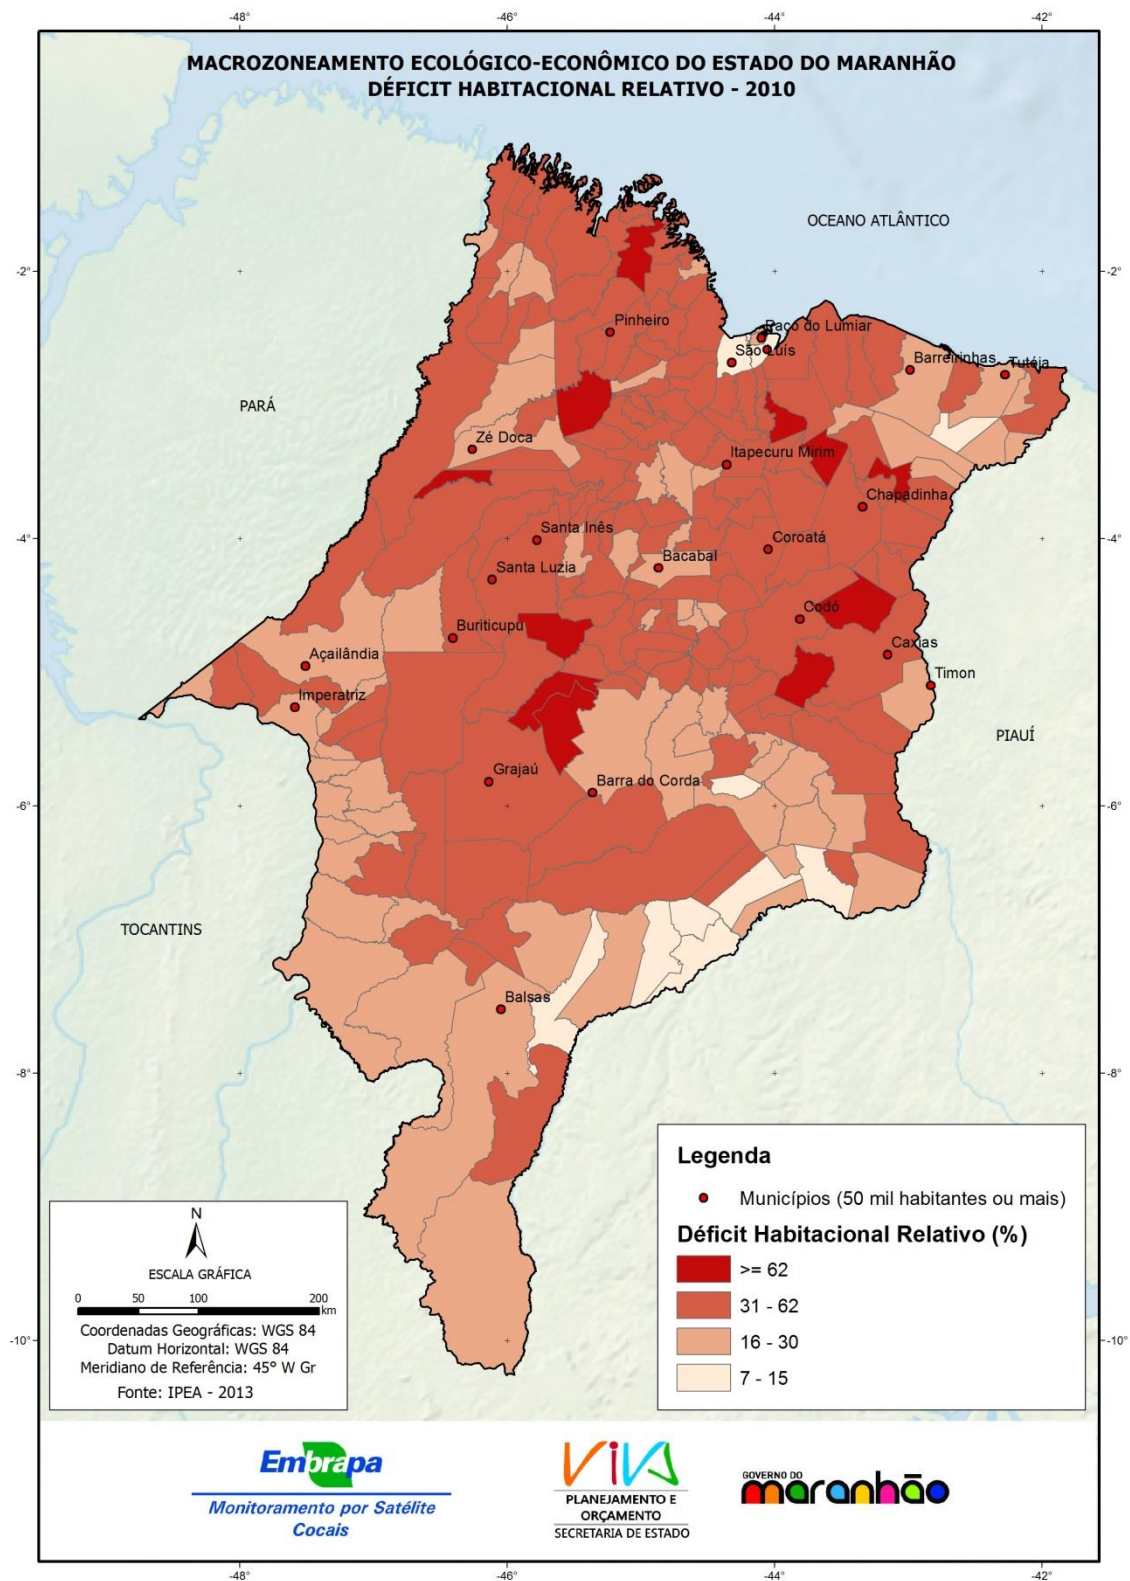 -48°
-46°
-44°
-42°
MACROZONEAMENTO ECOLÓGICO-ECONÔMICO DO ESTADO DO MARANHÃO
DÉFICIT HABITACIONAL RELATIVO - 2010
OCEANO ATLÂNTICO
-2°
-2°
Pinheiro
Paço do Lumiar
São Luís
Barreirinhas
Tutóia
PARÁ
Zé Doca
Itapecuru Mirim
Chapadinha
Santa Inês
Coroatá
-4°
-4°
Bacabal
Santa Luzia
Codó
Buriticupu
Caxias
Açailândia
Timon
Imperatriz
PIAUÍ
Grajaú
Barra do Corda
-6°
-6°
TOCANTINS
Balsas
-8°
-8°
Legenda
Municípios (50 mil habitantes ou mais)
Déficit Habitacional Relativo (%)
>= 62
31 - 62
16 - 30
7 - 15
N
ESCALA GRÁFICA
0 50 100 200
km
Coordenadas Geográficas: WGS 84
Datum Horizontal: WGS 84
Meridiano de Referência: 45° W Gr
Fonte: IPEA - 2013
-10°
-10°
Embrapa
Monitoramento por Satélite
Cocais
VIVA
PLANEJAMENTO E
ORÇAMENTO
SECRETARIA DE ESTADO
GOVERNO DO
maranhão
-48°
-46°
-44°
-42°